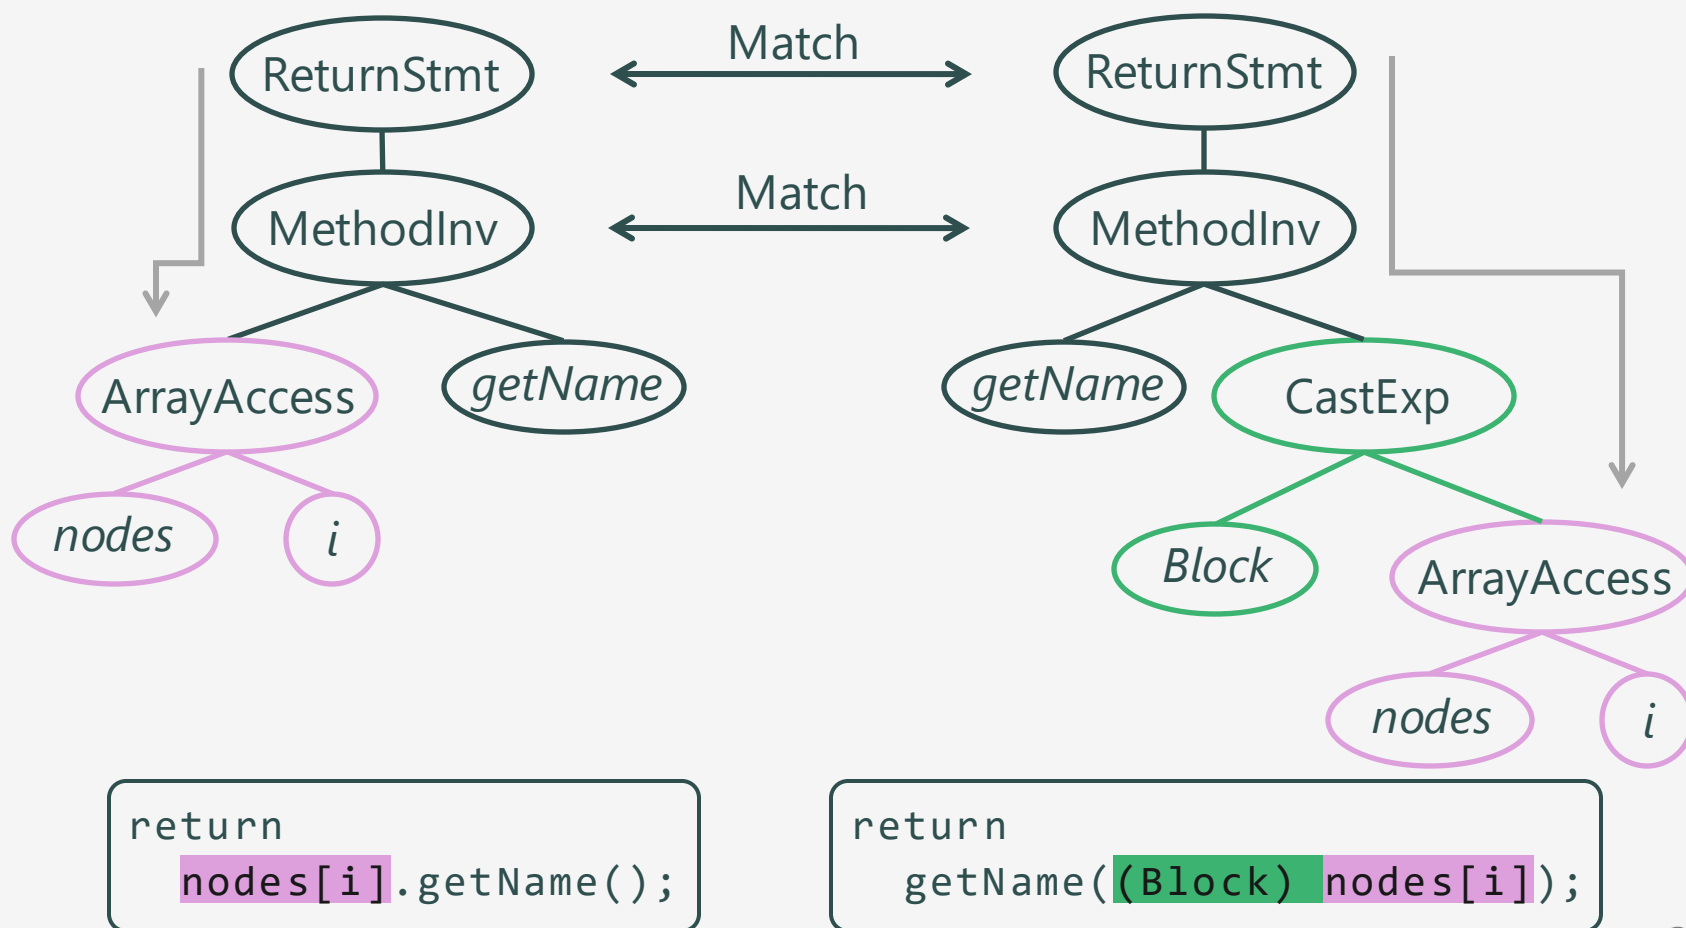 ReturnStmt
Match
ReturnStmt
MethodInv
Match
MethodInv
ArrayAccess
getName
getName
CastExp
nodes
i
Block
ArrayAccess
nodes
i
return
nodes[i].getName();
return
getName((Block) nodes[i]);